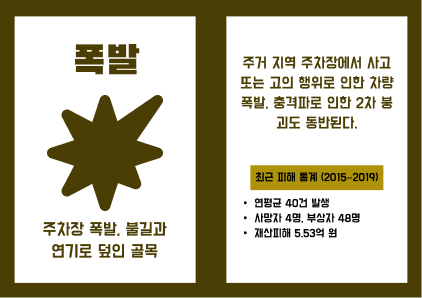 폭발
주차장 폭발, 불길과
연기로 덮인 골목
주거 지역 주차장에서 사고
또는 고의 행위로 인한 차량
폭발. 충격파로 인한 2차 붕
괴도 동반된다.
최근 피해 통계 (2015–2019)
• 연평균 40건 발생
• 사망자 4명, 부상자 48명
• 재산피해 5.53억 원